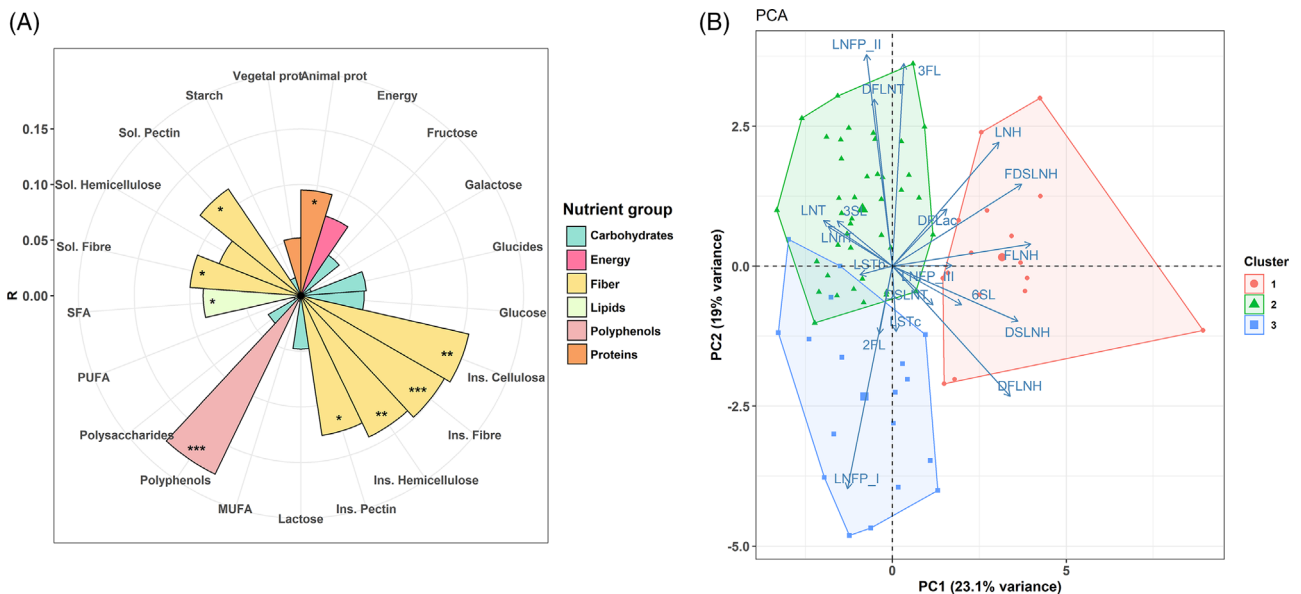 (A)
Vegetal prot
Animal prot
Starch
Energy
Sol. Pectin
Fructose
Sol. Hemicellulose
Galactose
Sol. Fibre
Glucides
SFA
Glucose
PUFA
Ins. Cellulosa
Polysaccharides
Ins. Fibre
Polyphenols
Ins. Hemicellulose
MUFA
Ins. Pectin
Lactose
R
0.15
0.10
0.05
0.00
*
*
*
*
**
***
**
*
***
Nutrient group
Carbohydrates
Energy
Fiber
Lipids
Polyphenols
Proteins
(B)
PCA
LNFP_II
3FL
DFLNT
LNH
FDSLNH
LNT
3SL
DFLac
FLNH
LSTb
LNFP_III
6SL
LSTc
DSLNH
2FL
DFLNH
LNFP_I
2.5
0.0
-2.5
-5.0
PC2 (19% variance)
0
5
PC1 (23.1% variance)
Cluster
1
2
3